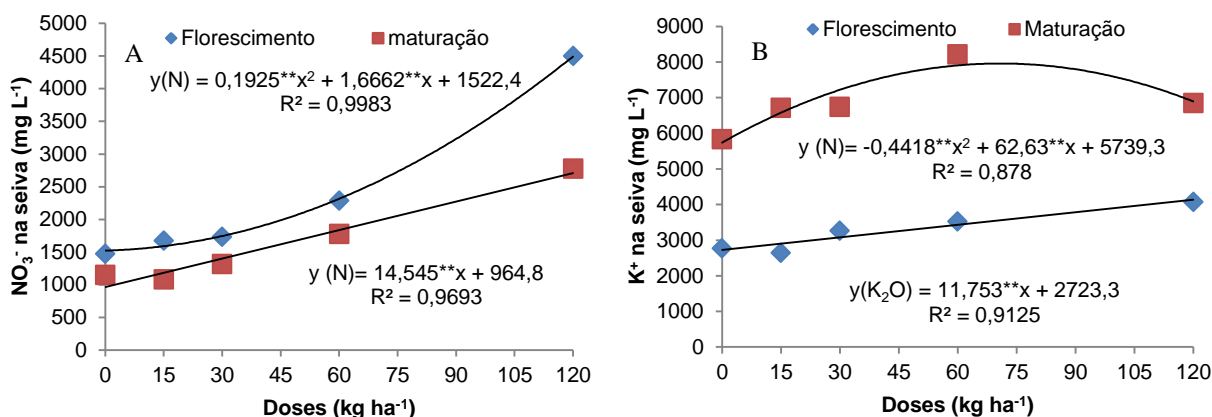 A
Florescimento
maturação
y(N) = 0,1925**x² + 1,6662**x + 1522,4
R² = 0,9983
y (N)= 14,545**x + 964,8
R² = 0,9693
NO₃⁻ na seiva (mg L⁻¹)
5000
4500
4000
3500
3000
2500
2000
1500
1000
500
0
0 15 30 45 60 75 90 105 120
Doses (kg ha⁻¹)
B
Florescimento
Maturação
y (N)= -0,4418**x² + 62,63**x + 5739,3
R² = 0,878
y(K₂O) = 11,753**x + 2723,3
R² = 0,9125
K⁺ na seiva (mg L⁻¹)
9000
8000
7000
6000
5000
4000
3000
2000
1000
0
0 15 30 45 60 75 90 105 120
Doses (kg ha⁻¹)